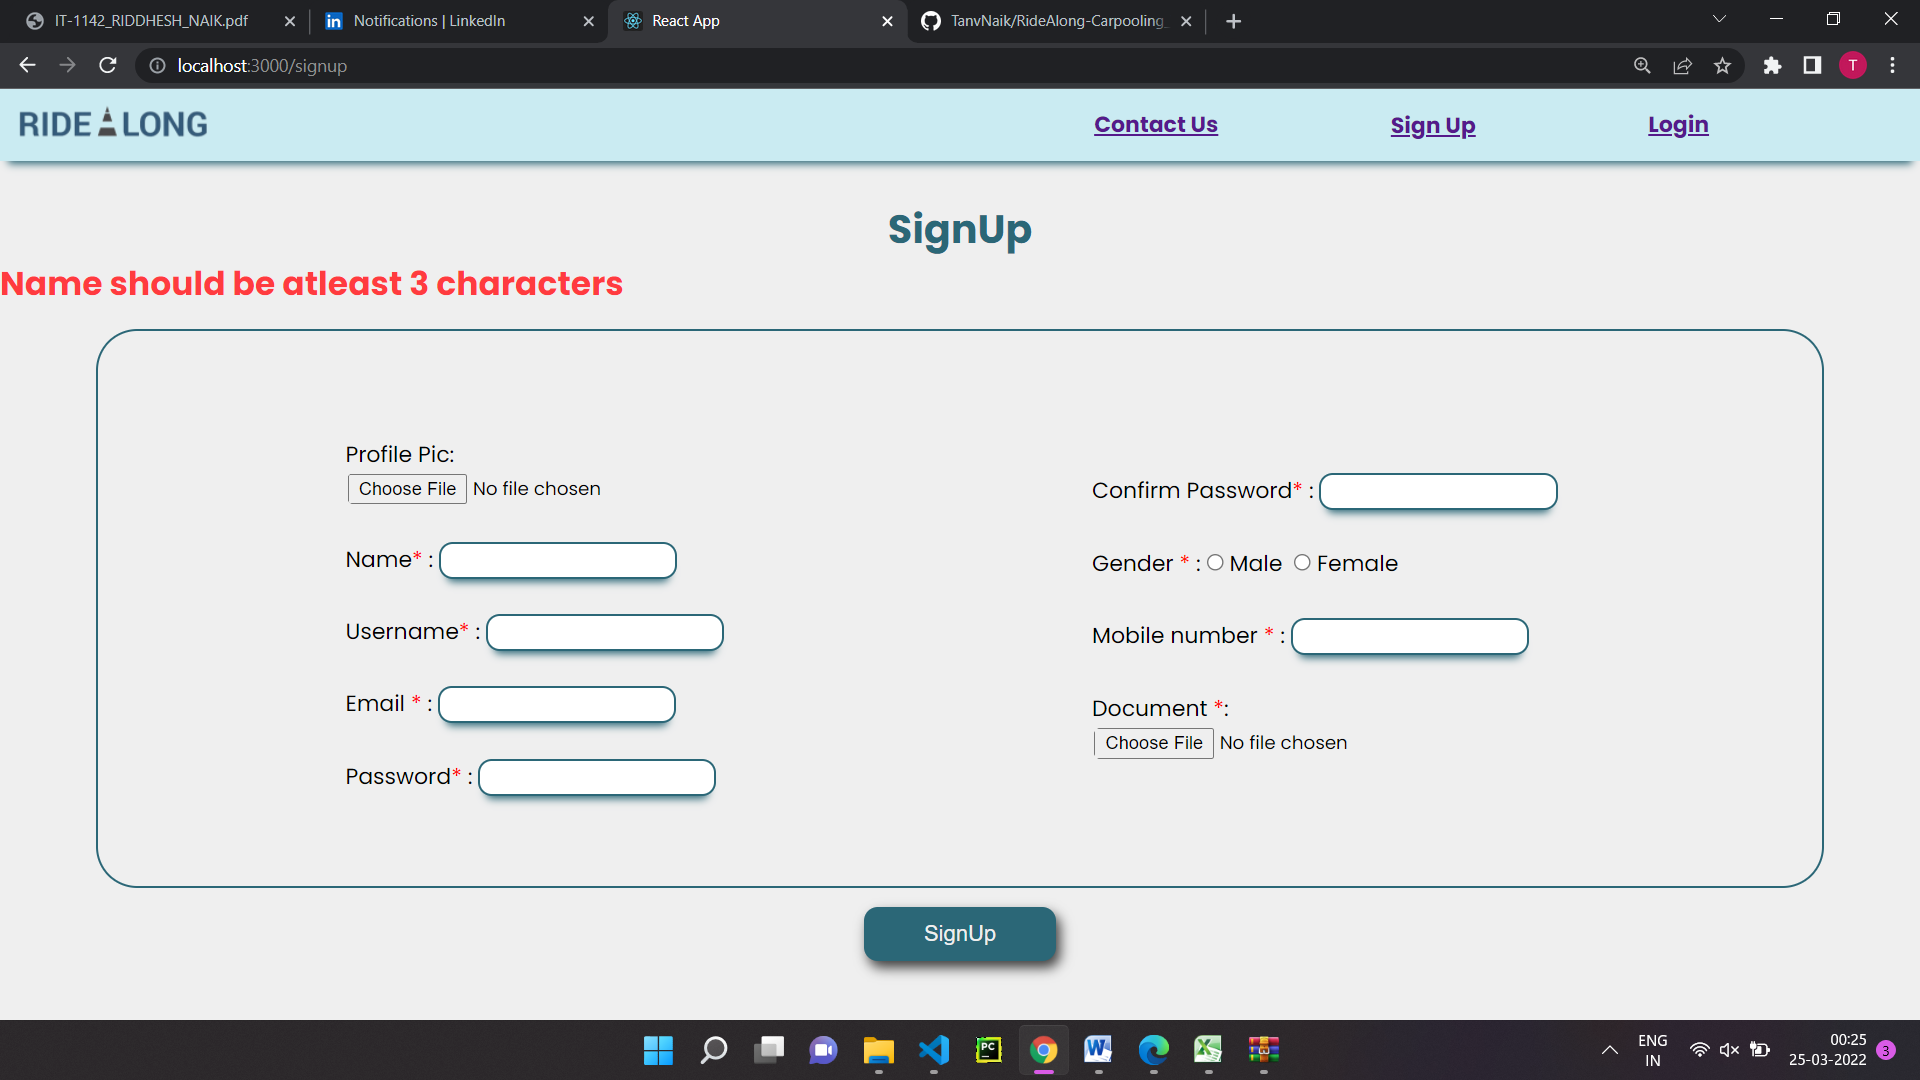 IT-1142_RIDDHESH_NAIK.pdf
Notifications | LinkedIn
React App
TanvNaik/RideAlong-Carpooling_
localhost:3000/signup
T
RIDE LONG
Contact Us
Sign Up
Login
SignUp
Name should be atleast 3 characters
Profile Pic:
Choose File No file chosen
Name* :
Username* :
Email * :
Password* :
Confirm Password* :
Gender * : Male Female
Mobile number * :
Document *:
Choose File No file chosen
SignUp
ENG
IN
00:25
25-03-2022
3